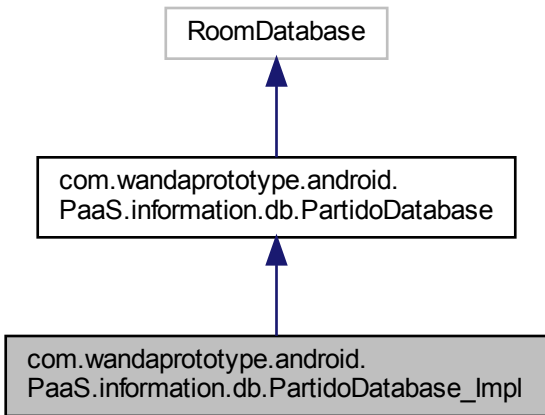 RoomDatabase
com.wandaprototype.android.
PaaS.information.db.PartidoDatabase
com.wandaprototype.android.
PaaS.information.db.PartidoDatabase_Impl